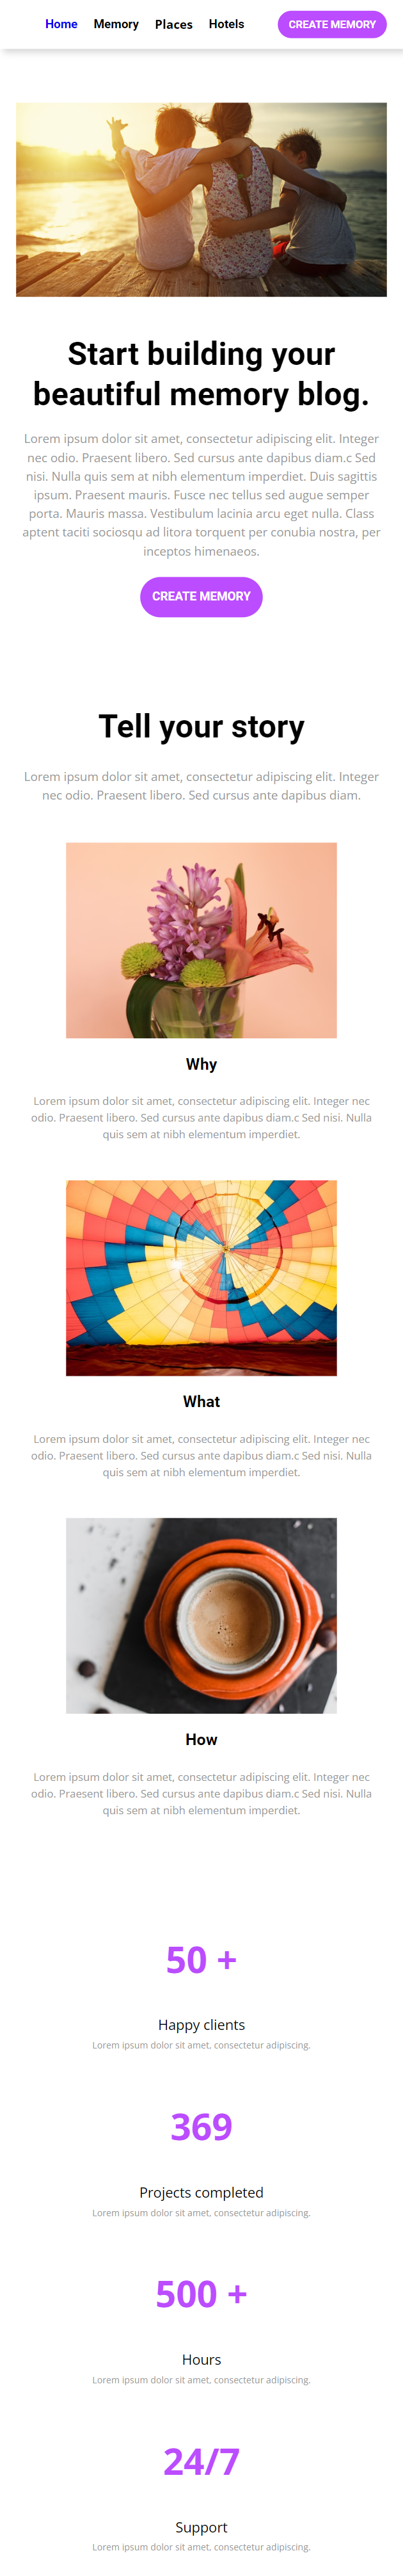 Home Memory Places Hotels CREATE MEMORY
Start building your
beautiful memory blog.
Lorem ipsum dolor sit amet, consectetur adipiscing elit. Integer
nec odio. Praesent libero. Sed cursus ante dapibus diam.c Sed
nisi. Nulla quis sem at nibh elementum imperdiet. Duis sagittis
ipsum. Praesent mauris. Fusce nec tellus sed augue semper
porta. Mauris massa. Vestibulum lacinia arcu eget nulla. Class
aptent taciti sociosqu ad litora torquent per conubia nostra, per
inceptos himenaeos.
CREATE MEMORY
Tell your story
Lorem ipsum dolor sit amet, consectetur adipiscing elit. Integer
nec odio. Praesent libero. Sed cursus ante dapibus diam.
Why
Lorem ipsum dolor sit amet, consectetur adipiscing elit. Integer nec
odio. Praesent libero. Sed cursus ante dapibus diam.c Sed nisi. Nulla
quis sem at nibh elementum imperdiet.
What
Lorem ipsum dolor sit amet, consectetur adipiscing elit. Integer nec
odio. Praesent libero. Sed cursus ante dapibus diam.c Sed nisi. Nulla
quis sem at nibh elementum imperdiet.
How
Lorem ipsum dolor sit amet, consectetur adipiscing elit. Integer nec
odio. Praesent libero. Sed cursus ante dapibus diam.c Sed nisi. Nulla
quis sem at nibh elementum imperdiet.
50 +
Happy clients
Lorem ipsum dolor sit amet, consectetur adipiscing.
369
Projects completed
Lorem ipsum dolor sit amet, consectetur adipiscing.
500 +
Hours
Lorem ipsum dolor sit amet, consectetur adipiscing.
24/7
Support
Lorem ipsum dolor sit amet, consectetur adipiscing.